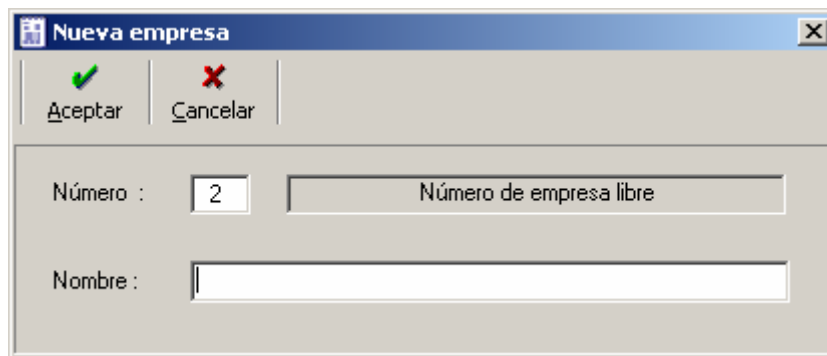 Nueva empresa
Aceptar Cancelar
Número : 2 Número de empresa libre
Nombre :